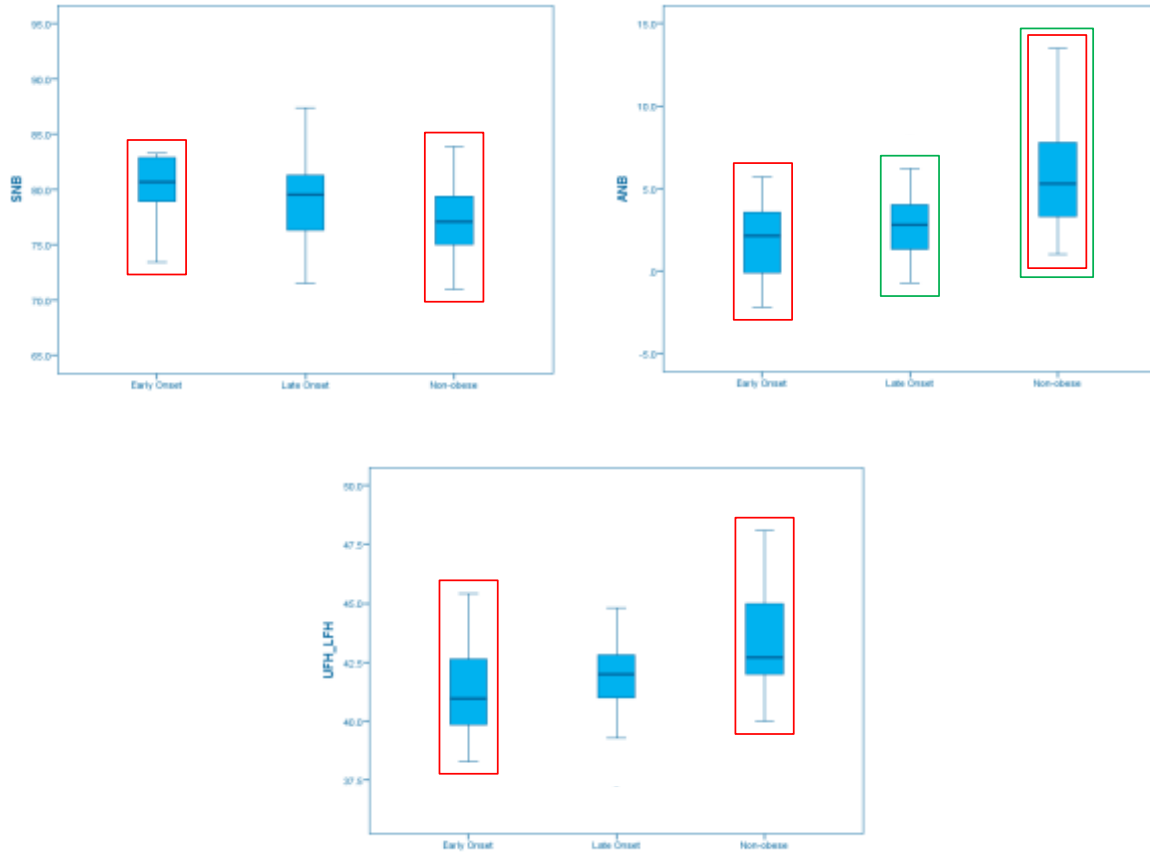 95.0
90.0
85.0
80.0
75.0
70.0
65.0
SNB
Early Onset
Late Onset
Non-obese
15.0
10.0
5.0
.0
-5.0
ANB
Early Onset
Late Onset
Non-obese
50.0
47.5
45.0
42.5
40.0
37.5
UFH_LFH
Early Onset
Late Onset
Non-obese